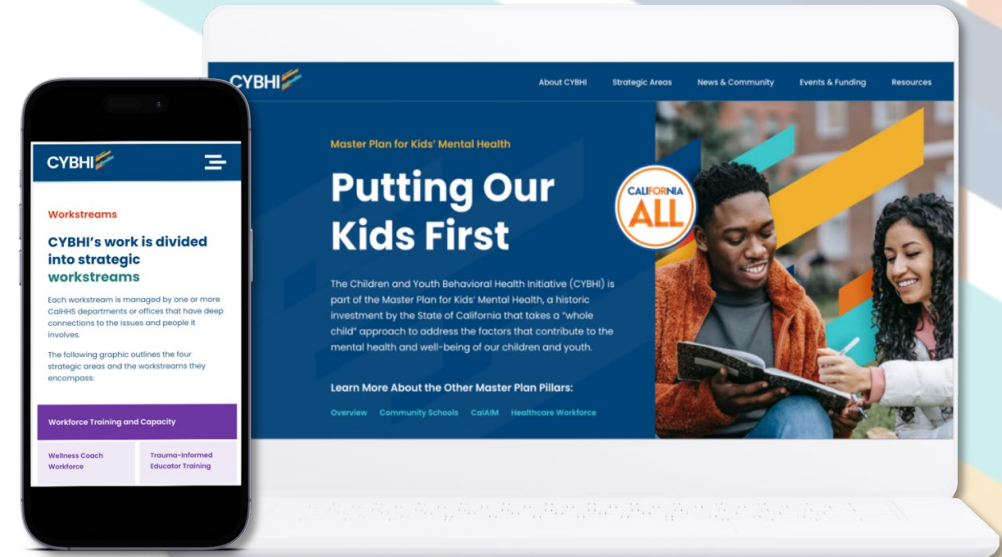 CYBHI
About CYBHI Strategic Areas News & Community Events & Funding Resources
Master Plan for Kids' Mental Health
Putting Our
Kids First
CALIFORNIA
ALL
The Children and Youth Behavioral Health Initiative (CYBHI) is
part of the Master Plan for Kids' Mental Health, a historic
investment by the State of California that takes a "whole
child" approach to address the factors that contribute to the
mental health and well-being of our children and youth.
Learn More About the Other Master Plan Pillars:
Overview Community Schools CalAIM Healthcare Workforce
CYBHI
Workstreams
CYBHI's work is divided
into strategic
workstreams
Each workstream is managed by one or more
CalHHS departments or offices that have deep
connections to the issues and people it
involves.
The following graphic outlines the four
strategic areas and the workstreams they
encompass:
Workforce Training and Capacity
Wellness Coach
Workforce
Trauma-Informed
Educator Training